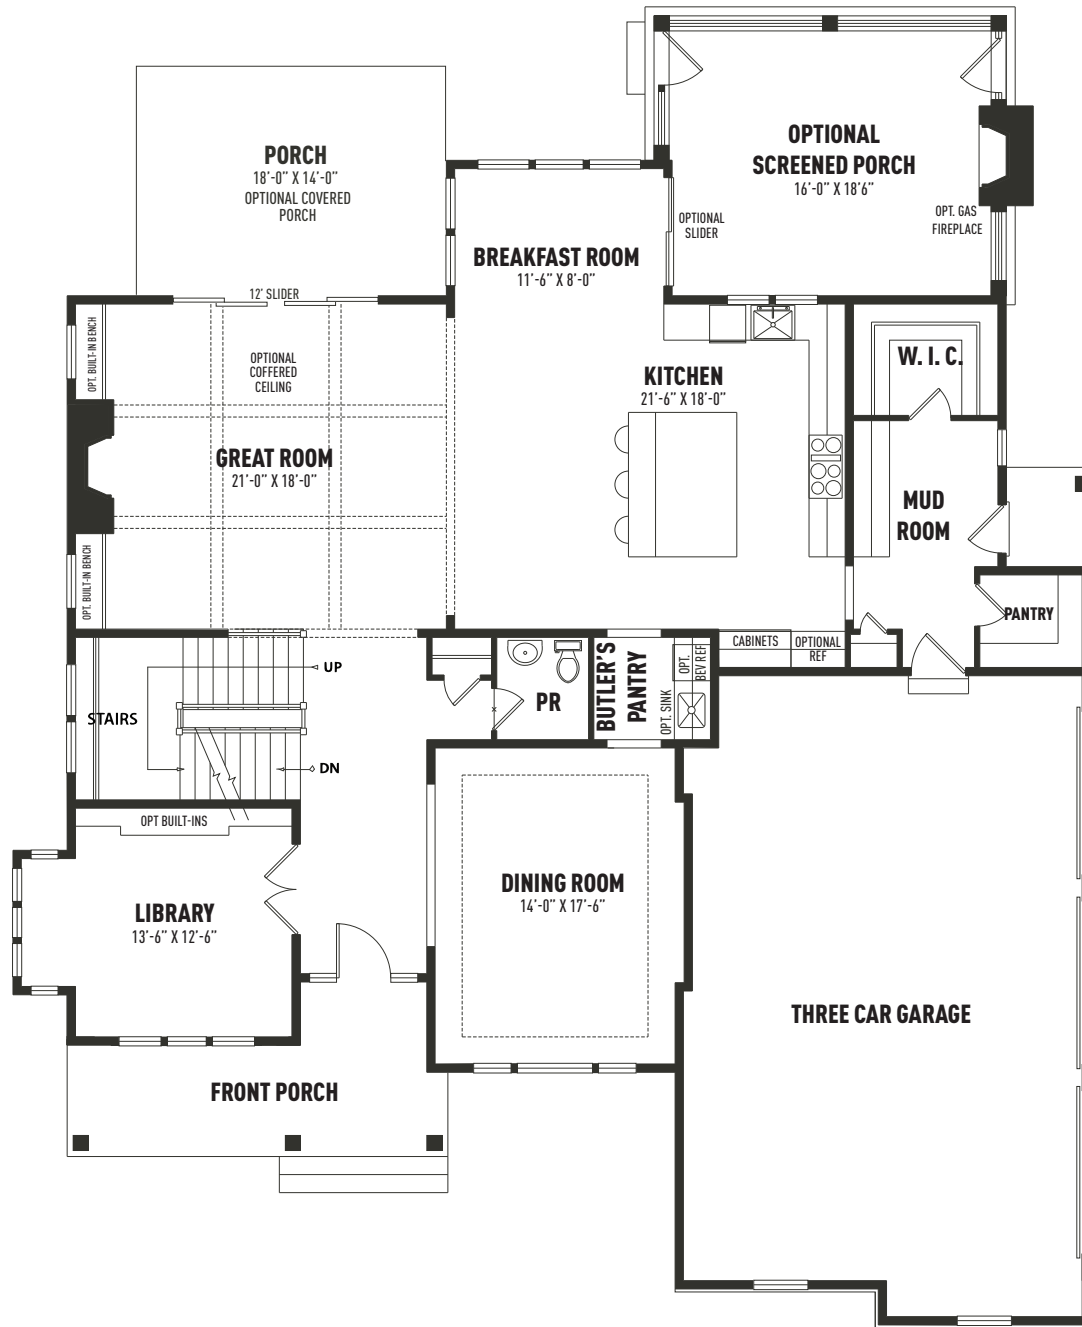 OPTIONAL
SCREENED PORCH
16'-0" X 18'6"
OPT. GAS
FIREPLACE
PORCH
18'-0" X 14'-0"
OPTIONAL COVERED
PORCH
OPTIONAL
SLIDER
BREAKFAST ROOM
11'-6" X 8'-0"
12' SLIDER
OPT. BUILT-IN BENCH
OPTIONAL
COFFERED
CEILING
KITCHEN
21'-6" X 18'-0"
W. I. C.
GREAT ROOM
21'-0" X 18'-0"
MUD
ROOM
OPT. BUILT-IN BENCH
PANTRY
CABINETS
OPTIONAL
REF
UP
STAIRS
DN
PR
BUTLER'S
PANTRY
OPT.
BEV REF
OPT. SINK
OPT BUILT-INS
LIBRARY
13'-6" X 12'-6"
DINING ROOM
14'-0" X 17'-6"
THREE CAR GARAGE
FRONT PORCH